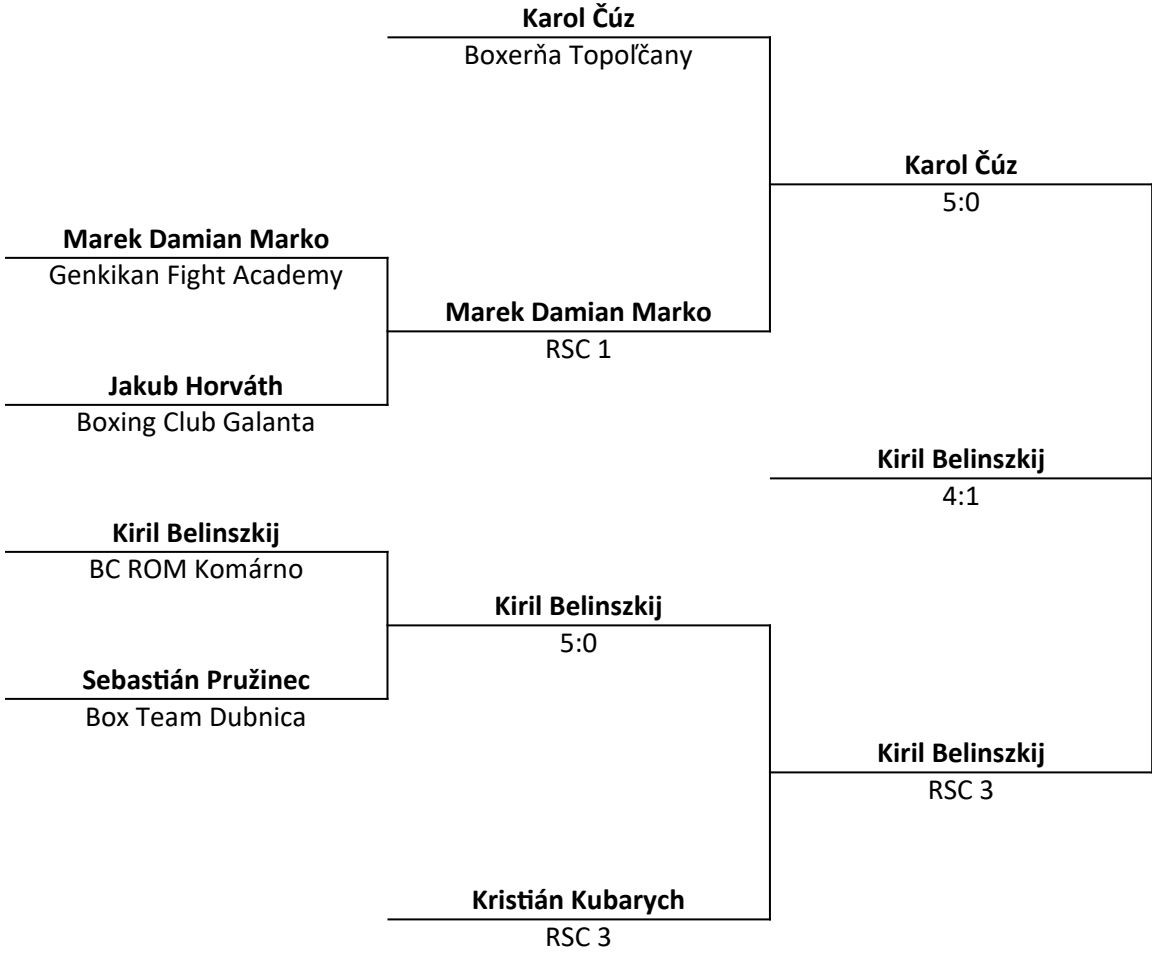 Karol Čúz
Boxerňa Topoľčany
Karol Čúz
5:0
Marek Damian Marko
Genkikan Fight Academy
Marek Damian Marko
RSC 1
Jakub Horváth
Boxing Club Galanta
Kiril Belinszkij
4:1
Kiril Belinszkij
BC ROM Komárno
Kiril Belinszkij
5:0
Sebastián Pružinec
Box Team Dubnica
Kiril Belinszkij
RSC 3
Kristián Kubarych
RSC 3